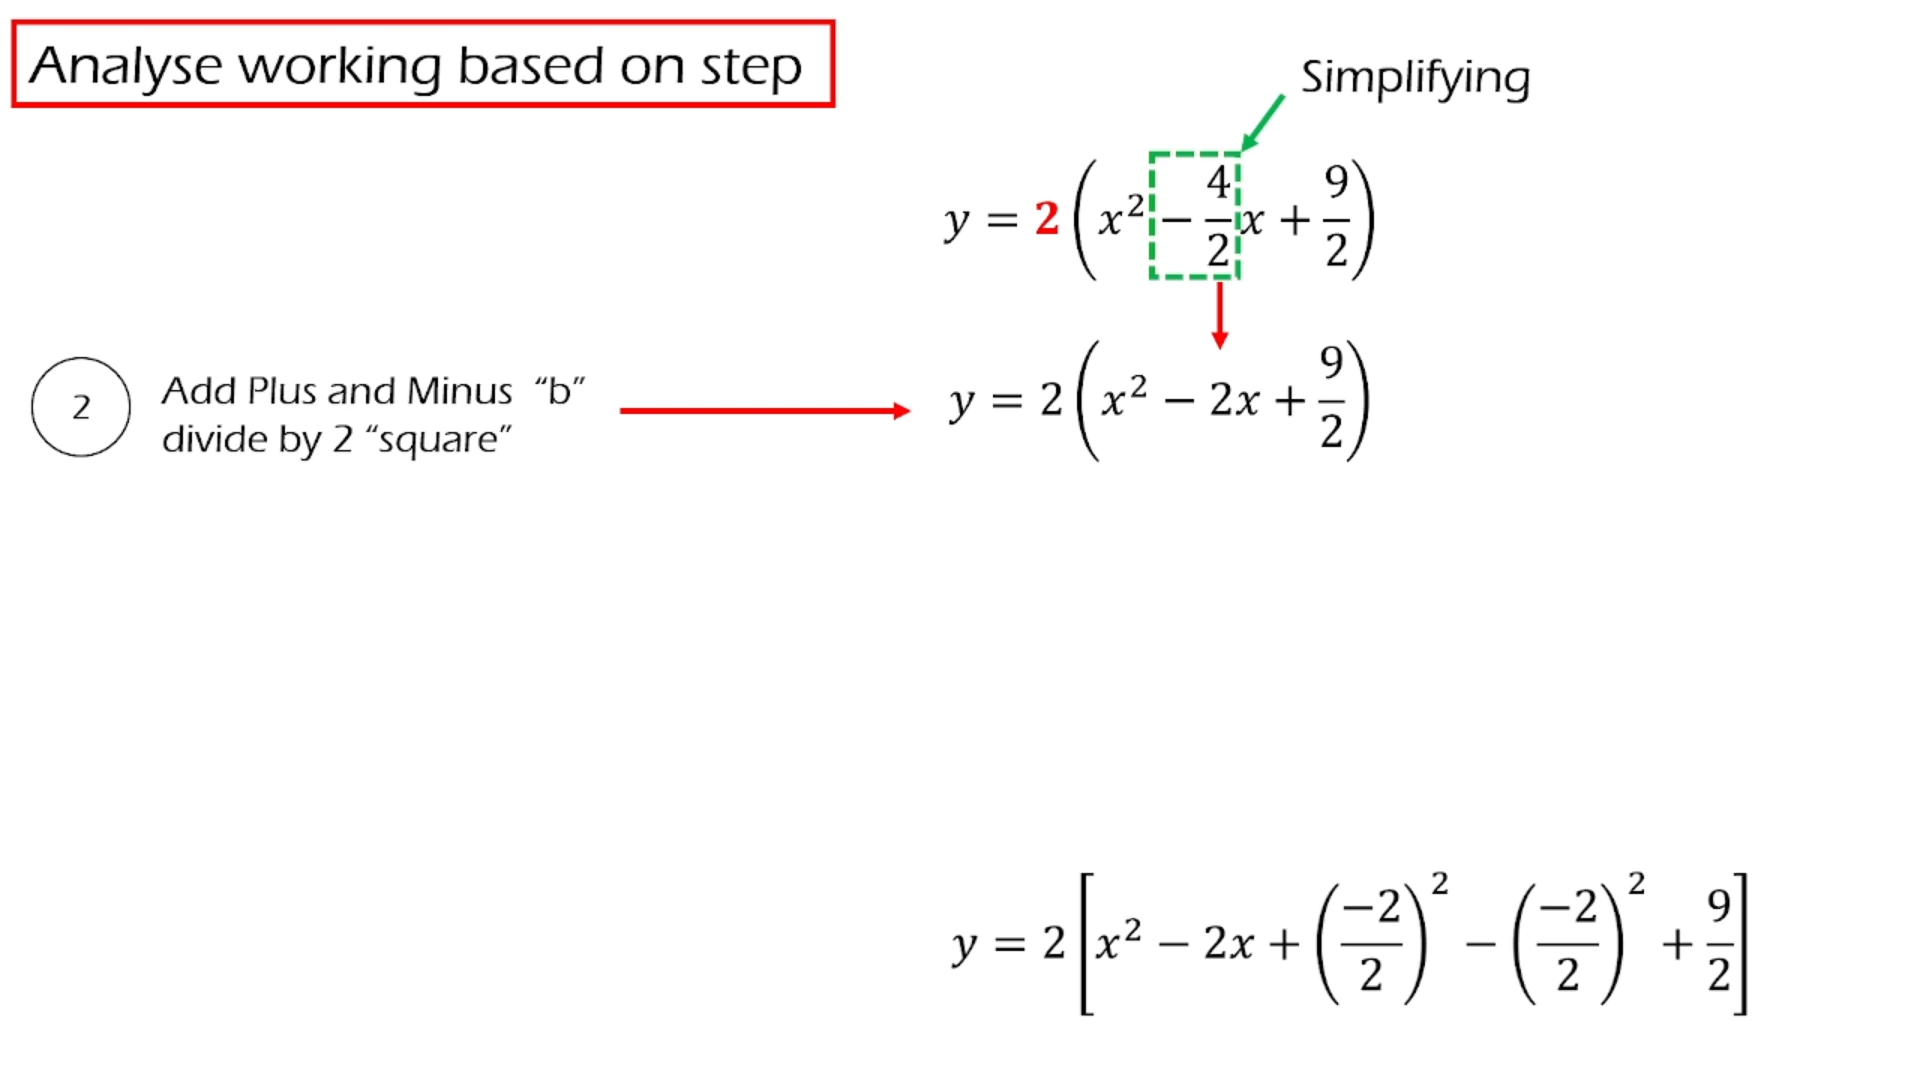 Analyse working based on step
Simplifying
y = 2 (x² − 4/2 x + 9/2)
2
Add Plus and Minus “b”
divide by 2 “square”
y = 2 (x² − 2x + 9/2)
y = 2 [x² − 2x + (−2/2)² − (−2/2)² + 9/2]